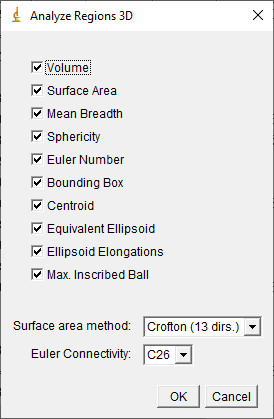 Analyze Regions 3D
Volume
Surface Area
Mean Breadth
Sphericity
Euler Number
Bounding Box
Centroid
Equivalent Ellipsoid
Ellipsoid Elongations
Max. Inscribed Ball
Surface area method: Crofton (13 dirs.)
Euler Connectivity: C26
OK Cancel